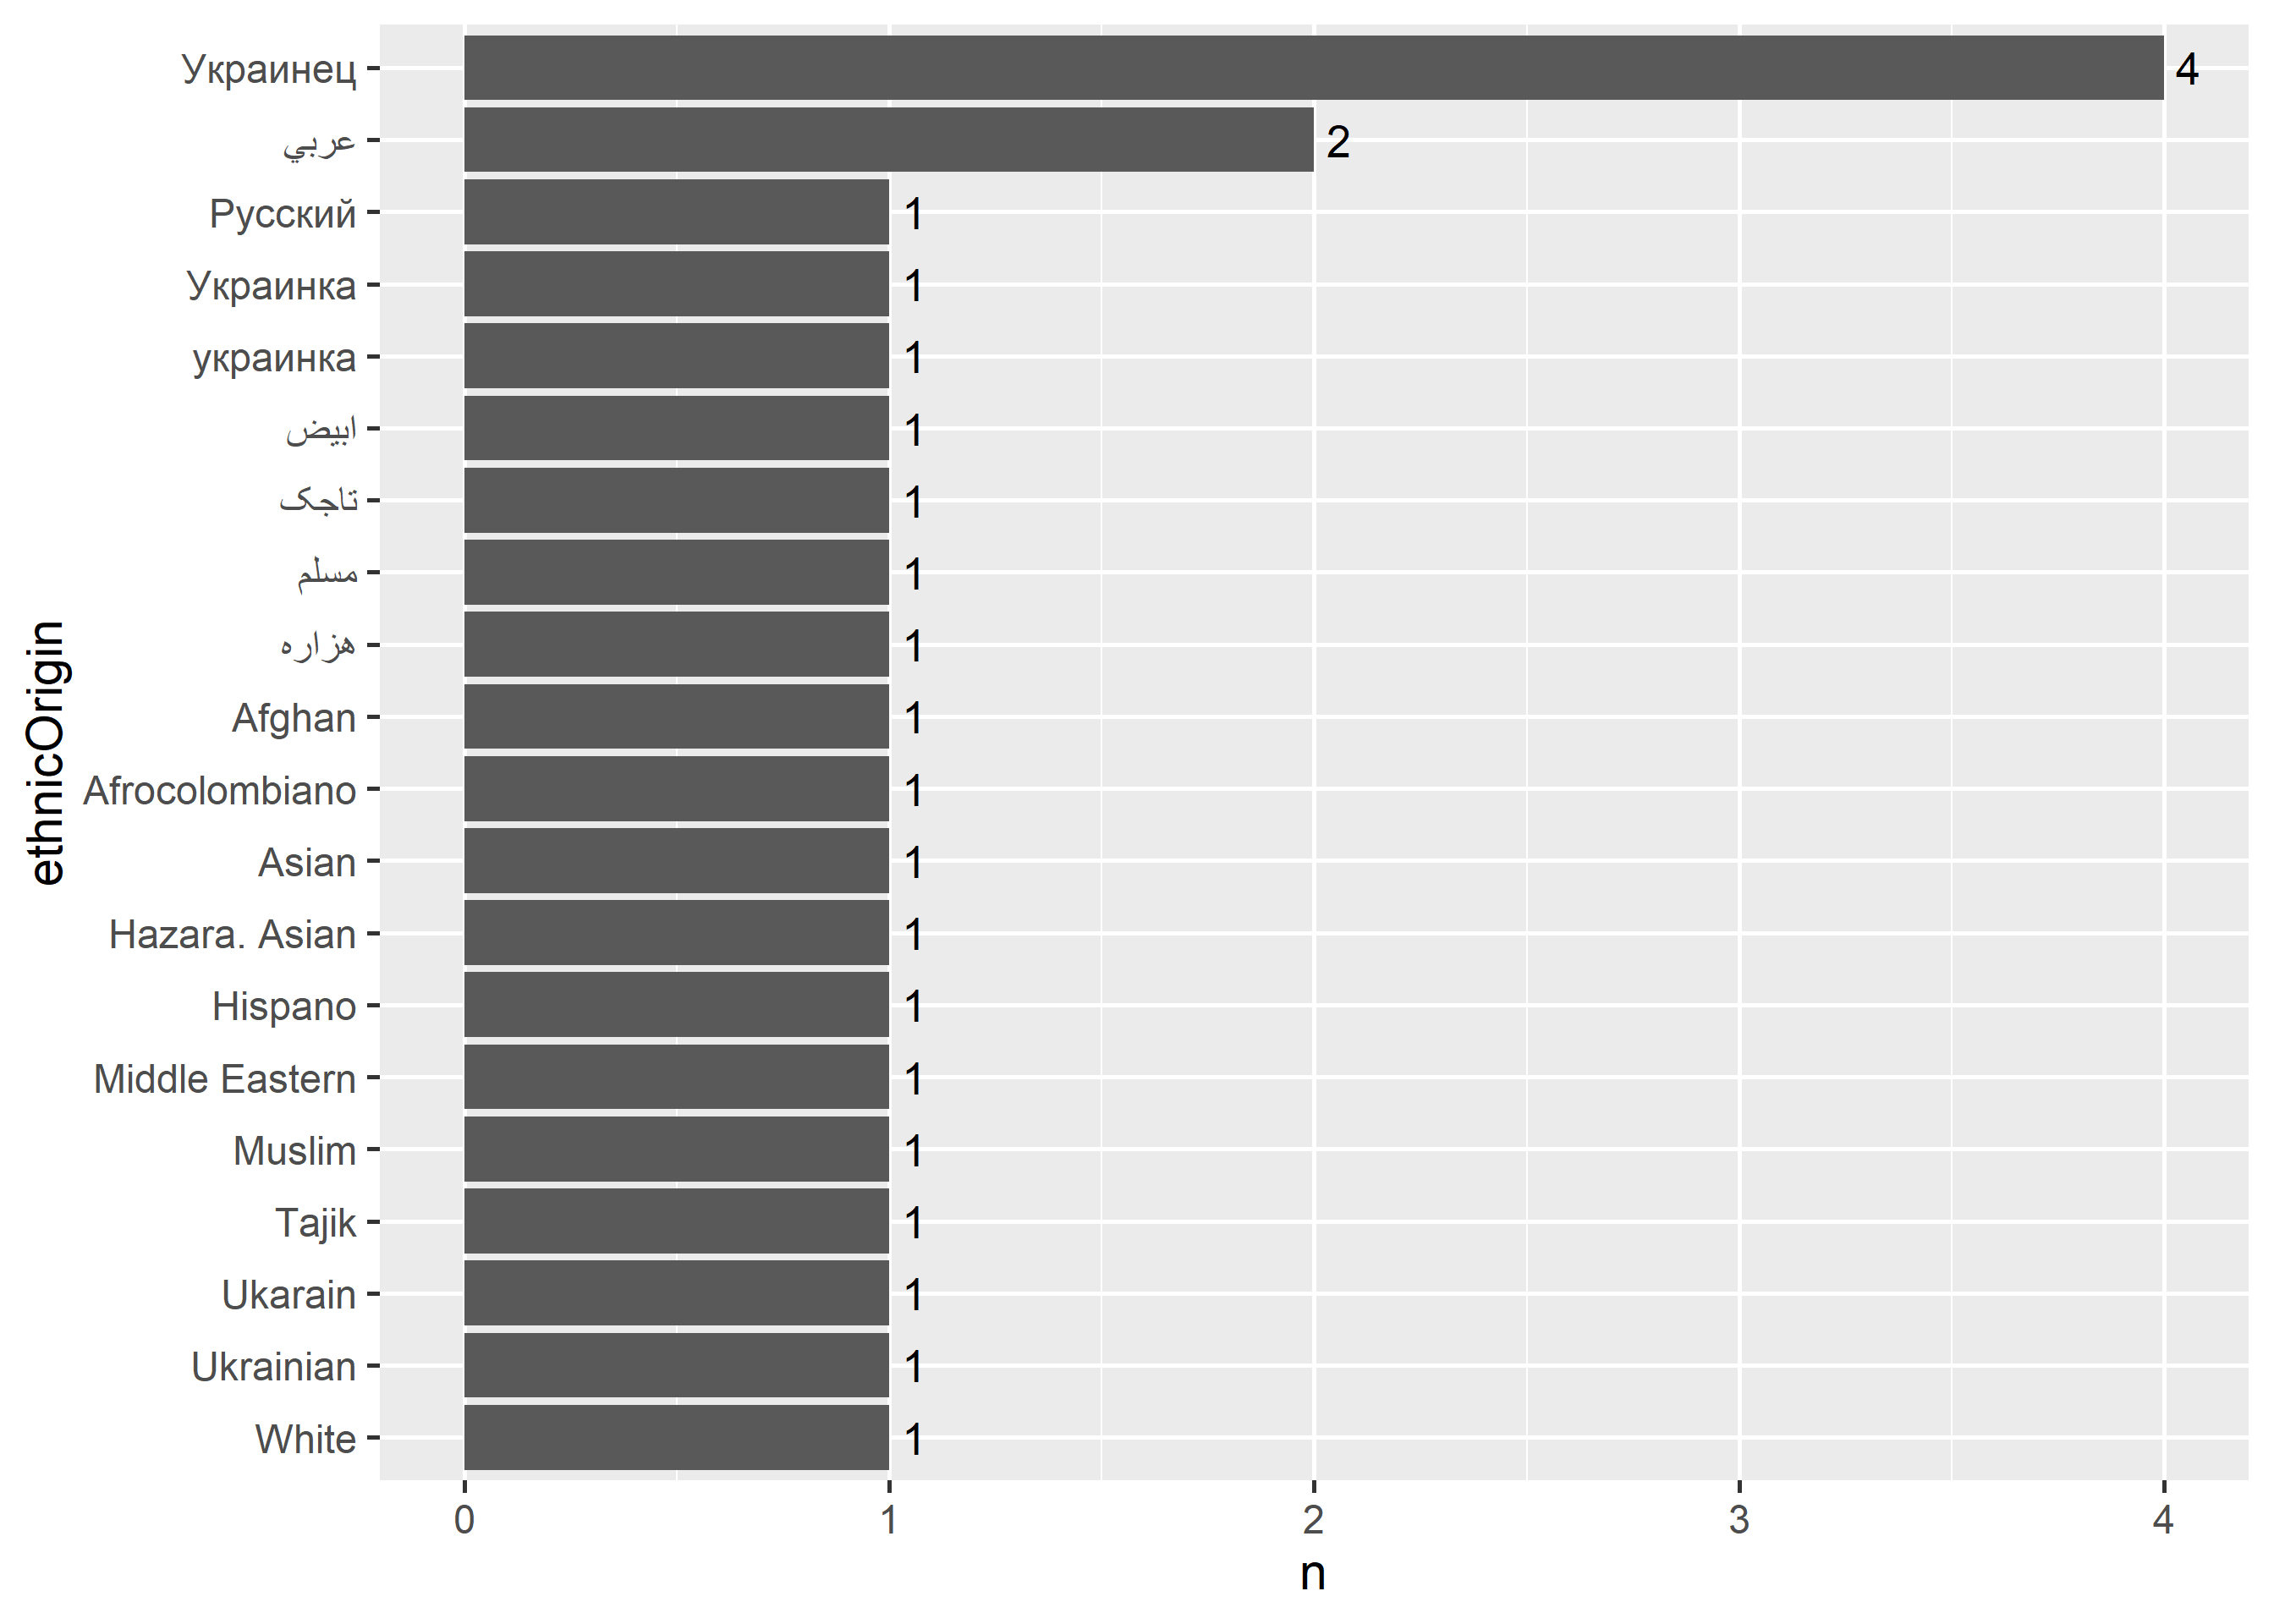 Украинец 4
عربي 2
Русский 1
Украинка 1
украинка 1
ابيض 1
تاجک 1
مسلم 1
هزاره 1
Afghan 1
Afrocolombiano 1
Asian 1
Hazara. Asian 1
Hispano 1
Middle Eastern 1
Muslim 1
Tajik 1
Ukarain 1
Ukrainian 1
White 1
0 1 2 3 4
n
ethnicOrigin